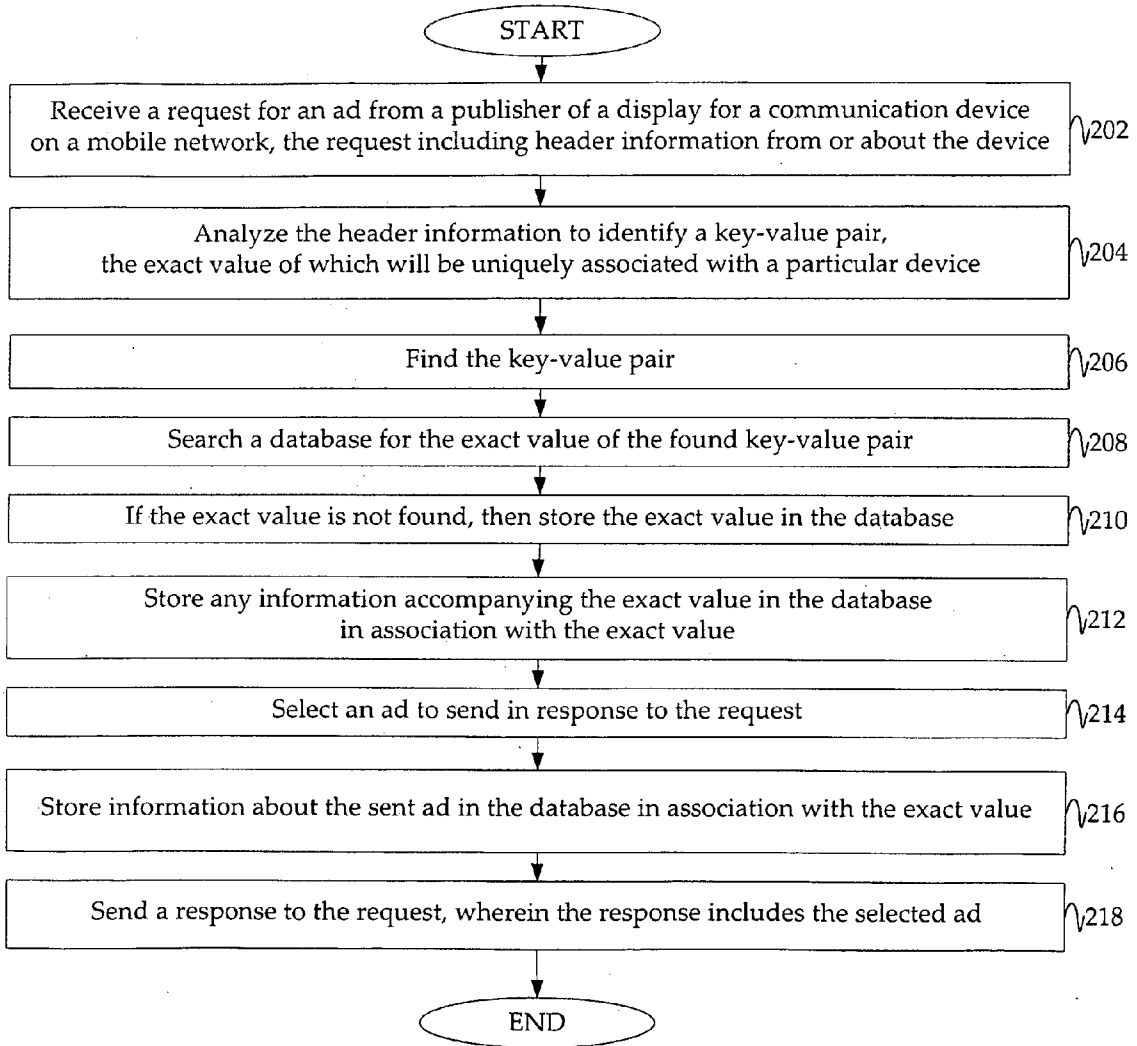 START
Receive a request for an ad from a publisher of a display for a communication device
on a mobile network, the request including header information from or about the device
202
Analyze the header information to identify a key-value pair,
the exact value of which will be uniquely associated with a particular device
204
Find the key-value pair
206
Search a database for the exact value of the found key-value pair
208
If the exact value is not found, then store the exact value in the database
210
Store any information accompanying the exact value in the database
in association with the exact value
212
Select an ad to send in response to the request
214
Store information about the sent ad in the database in association with the exact value
216
Send a response to the request, wherein the response includes the selected ad
218
END